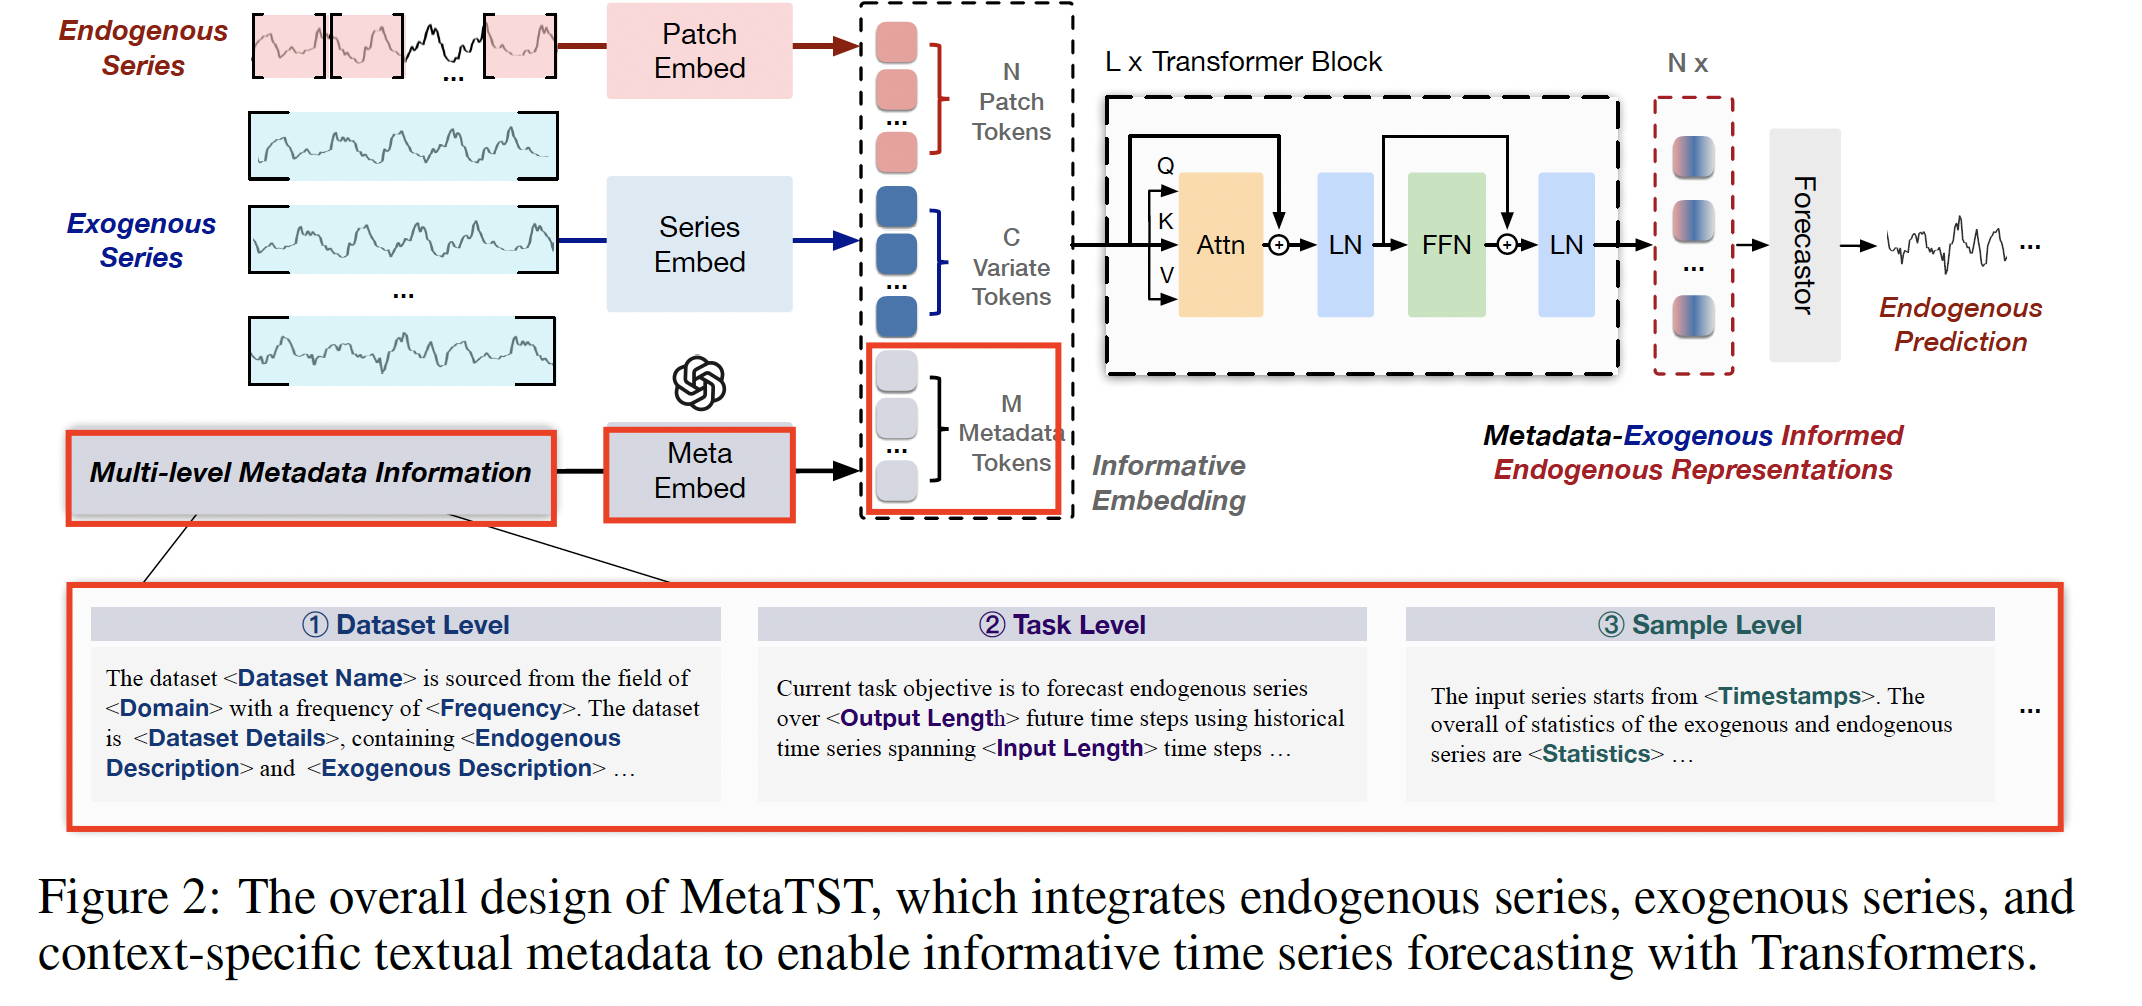 Endogenous
Series
...
Patch
Embed
...
N
Patch
Tokens
Exogenous
Series
...
Series
Embed
...
C
Variate
Tokens
Multi-level Metadata Information
Meta
Embed
...
M
Metadata
Tokens
Informative
Embedding
L x Transformer Block
Q
K
V
Attn
+
LN
FFN
+
LN
N x
...
Forecastor
...
Endogenous
Prediction
Metadata-Exogenous Informed
Endogenous Representations
① Dataset Level
The dataset <Dataset Name> is sourced from the field of
<Domain> with a frequency of <Frequency>. The dataset
is <Dataset Details>, containing <Endogenous
Description> and <Exogenous Description> …
② Task Level
Current task objective is to forecast endogenous series
over <Output Length> future time steps using historical
time series spanning <Input Length> time steps …
③ Sample Level
The input series starts from <Timestamps>. The
overall of statistics of the exogenous and endogenous
series are <Statistics> …
...
Figure 2: The overall design of MetaTST, which integrates endogenous series, exogenous series, and
context-specific textual metadata to enable informative time series forecasting with Transformers.